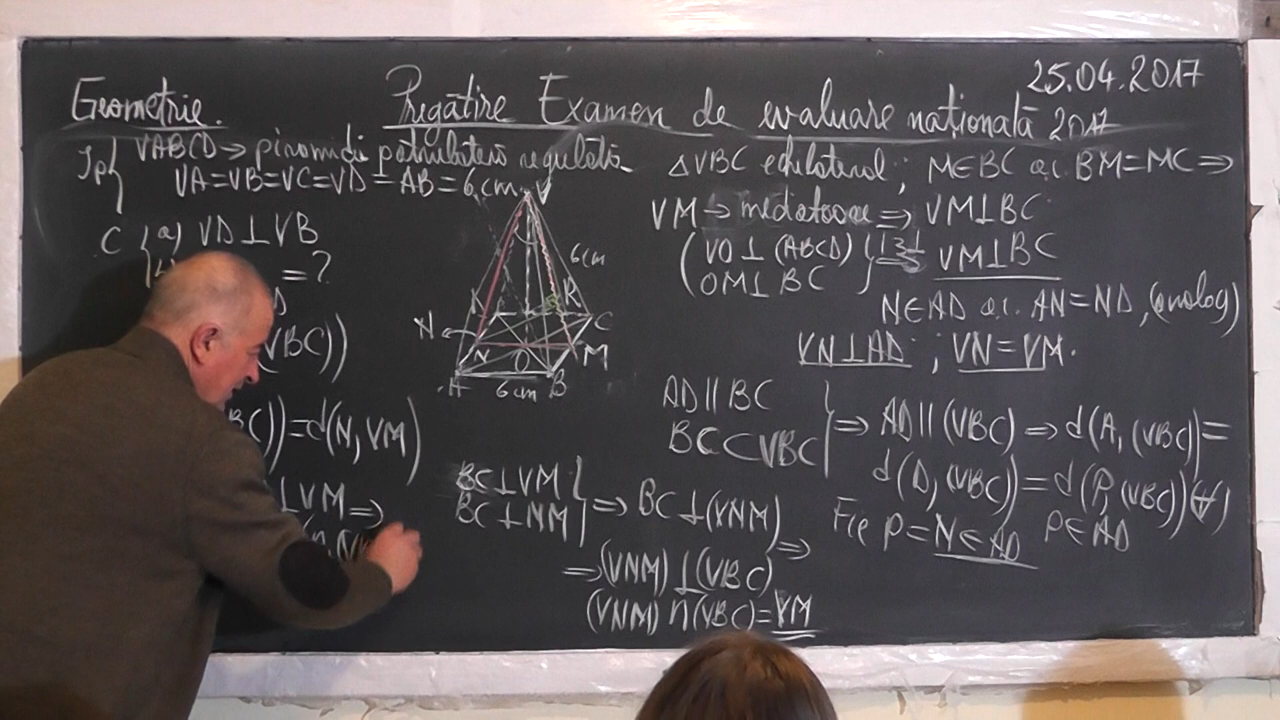 Geometrie. Pregătire Examen de evaluare națională 2017
25.04.2017
Ip { VABCD → piramidă patrulateră regulată
VA=VB=VC=VD=AB=6cm.
C { a) VD⊥VB
=?
VBC))
BC))=d(N,VM)
⊥VM⇒
V
6cm
R
C
N
M
N
O
A
B
6cm
BC⊥VM
BC⊥NM } ⇒ BC⊥(VNM) ⇒
⇒(VNM)⊥(VBC)
(VNM)∩(VBC)=VM
ΔVBC echilateral; M∈BC a.î. BM=MC ⇒
VM → mediatoare ⇒ VM⊥BC
(VO⊥(ABCD)
OM⊥BC } VM⊥BC
N∈AD a.î. AN=ND, (analog)
VN⊥AD ; VN=VM.
AD∥BC
BC⊂VBC } ⇒ AD∥(VBC) ⇒ d(A,(VBC))=
d(D,(VBC))=d(P,(VBC))(∀)
P∈AD
Fie P=N∈AD